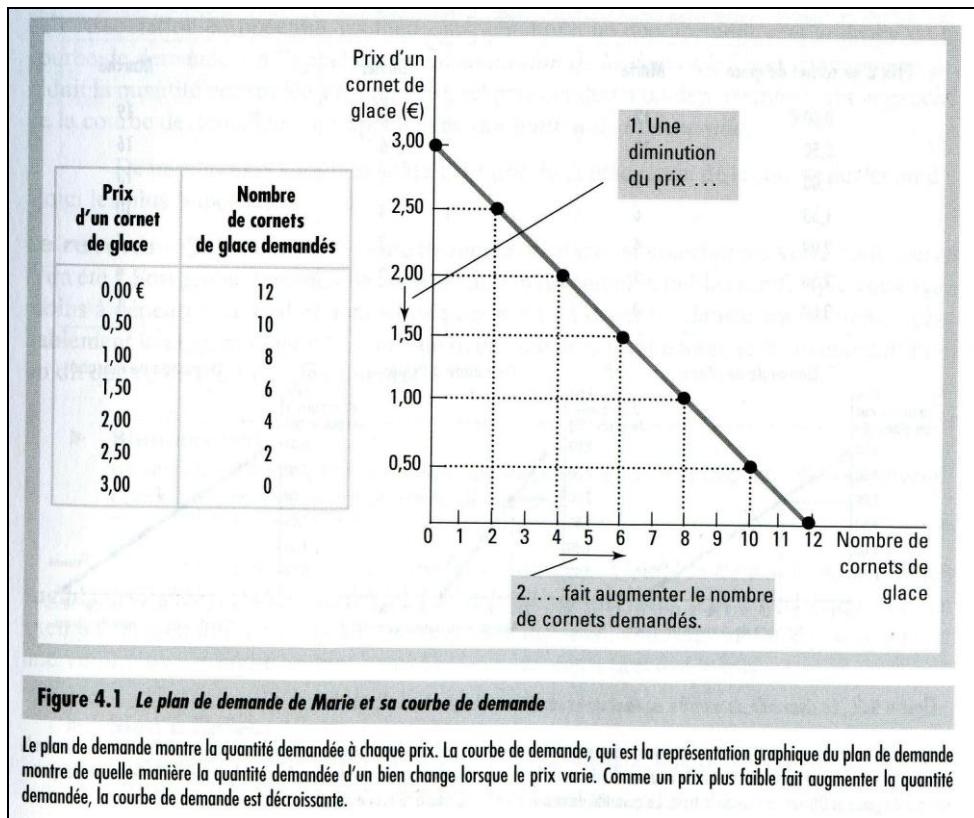 Prix d'un
cornet de
glace (€)
3,00
2,50
2,00
1,50
1,00
0,50
0 1 2 3 4 5 6 7 8 9 10 11 12
Nombre de
cornets de
glace
1. Une
diminution
du prix …
2.….fait augmenter le nombre
de cornets demandés.
Prix
d'un cornet
de glace
Nombre
de cornets
de glace demandés
0,00 € 12
0,50 10
1,00 8
1,50 6
2,00 4
2,50 2
3,00 0
Figure 4.1 Le plan de demande de Marie et sa courbe de demande
Le plan de demande montre la quantité demandée à chaque prix. La courbe de demande, qui est la représentation graphique du plan de demande
montre de quelle manière la quantité demandée d'un bien change lorsque le prix varie. Comme un prix plus faible fait augmenter la quantité
demandée, la courbe de demande est décroissante.